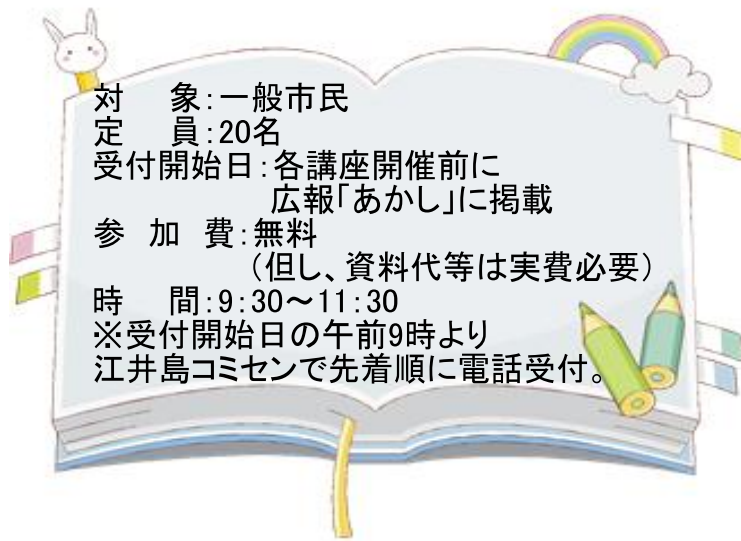 対　　象：一般市民
定　　員：20名
受付開始日：各講座開催前に
広報「あかし」に掲載
参　加　費：無料
（但し、資料代等は実費必要）
時　　間：9：30～11：30
※受付開始日の午前9時より
江井島コミセンで先着順に電話受付。